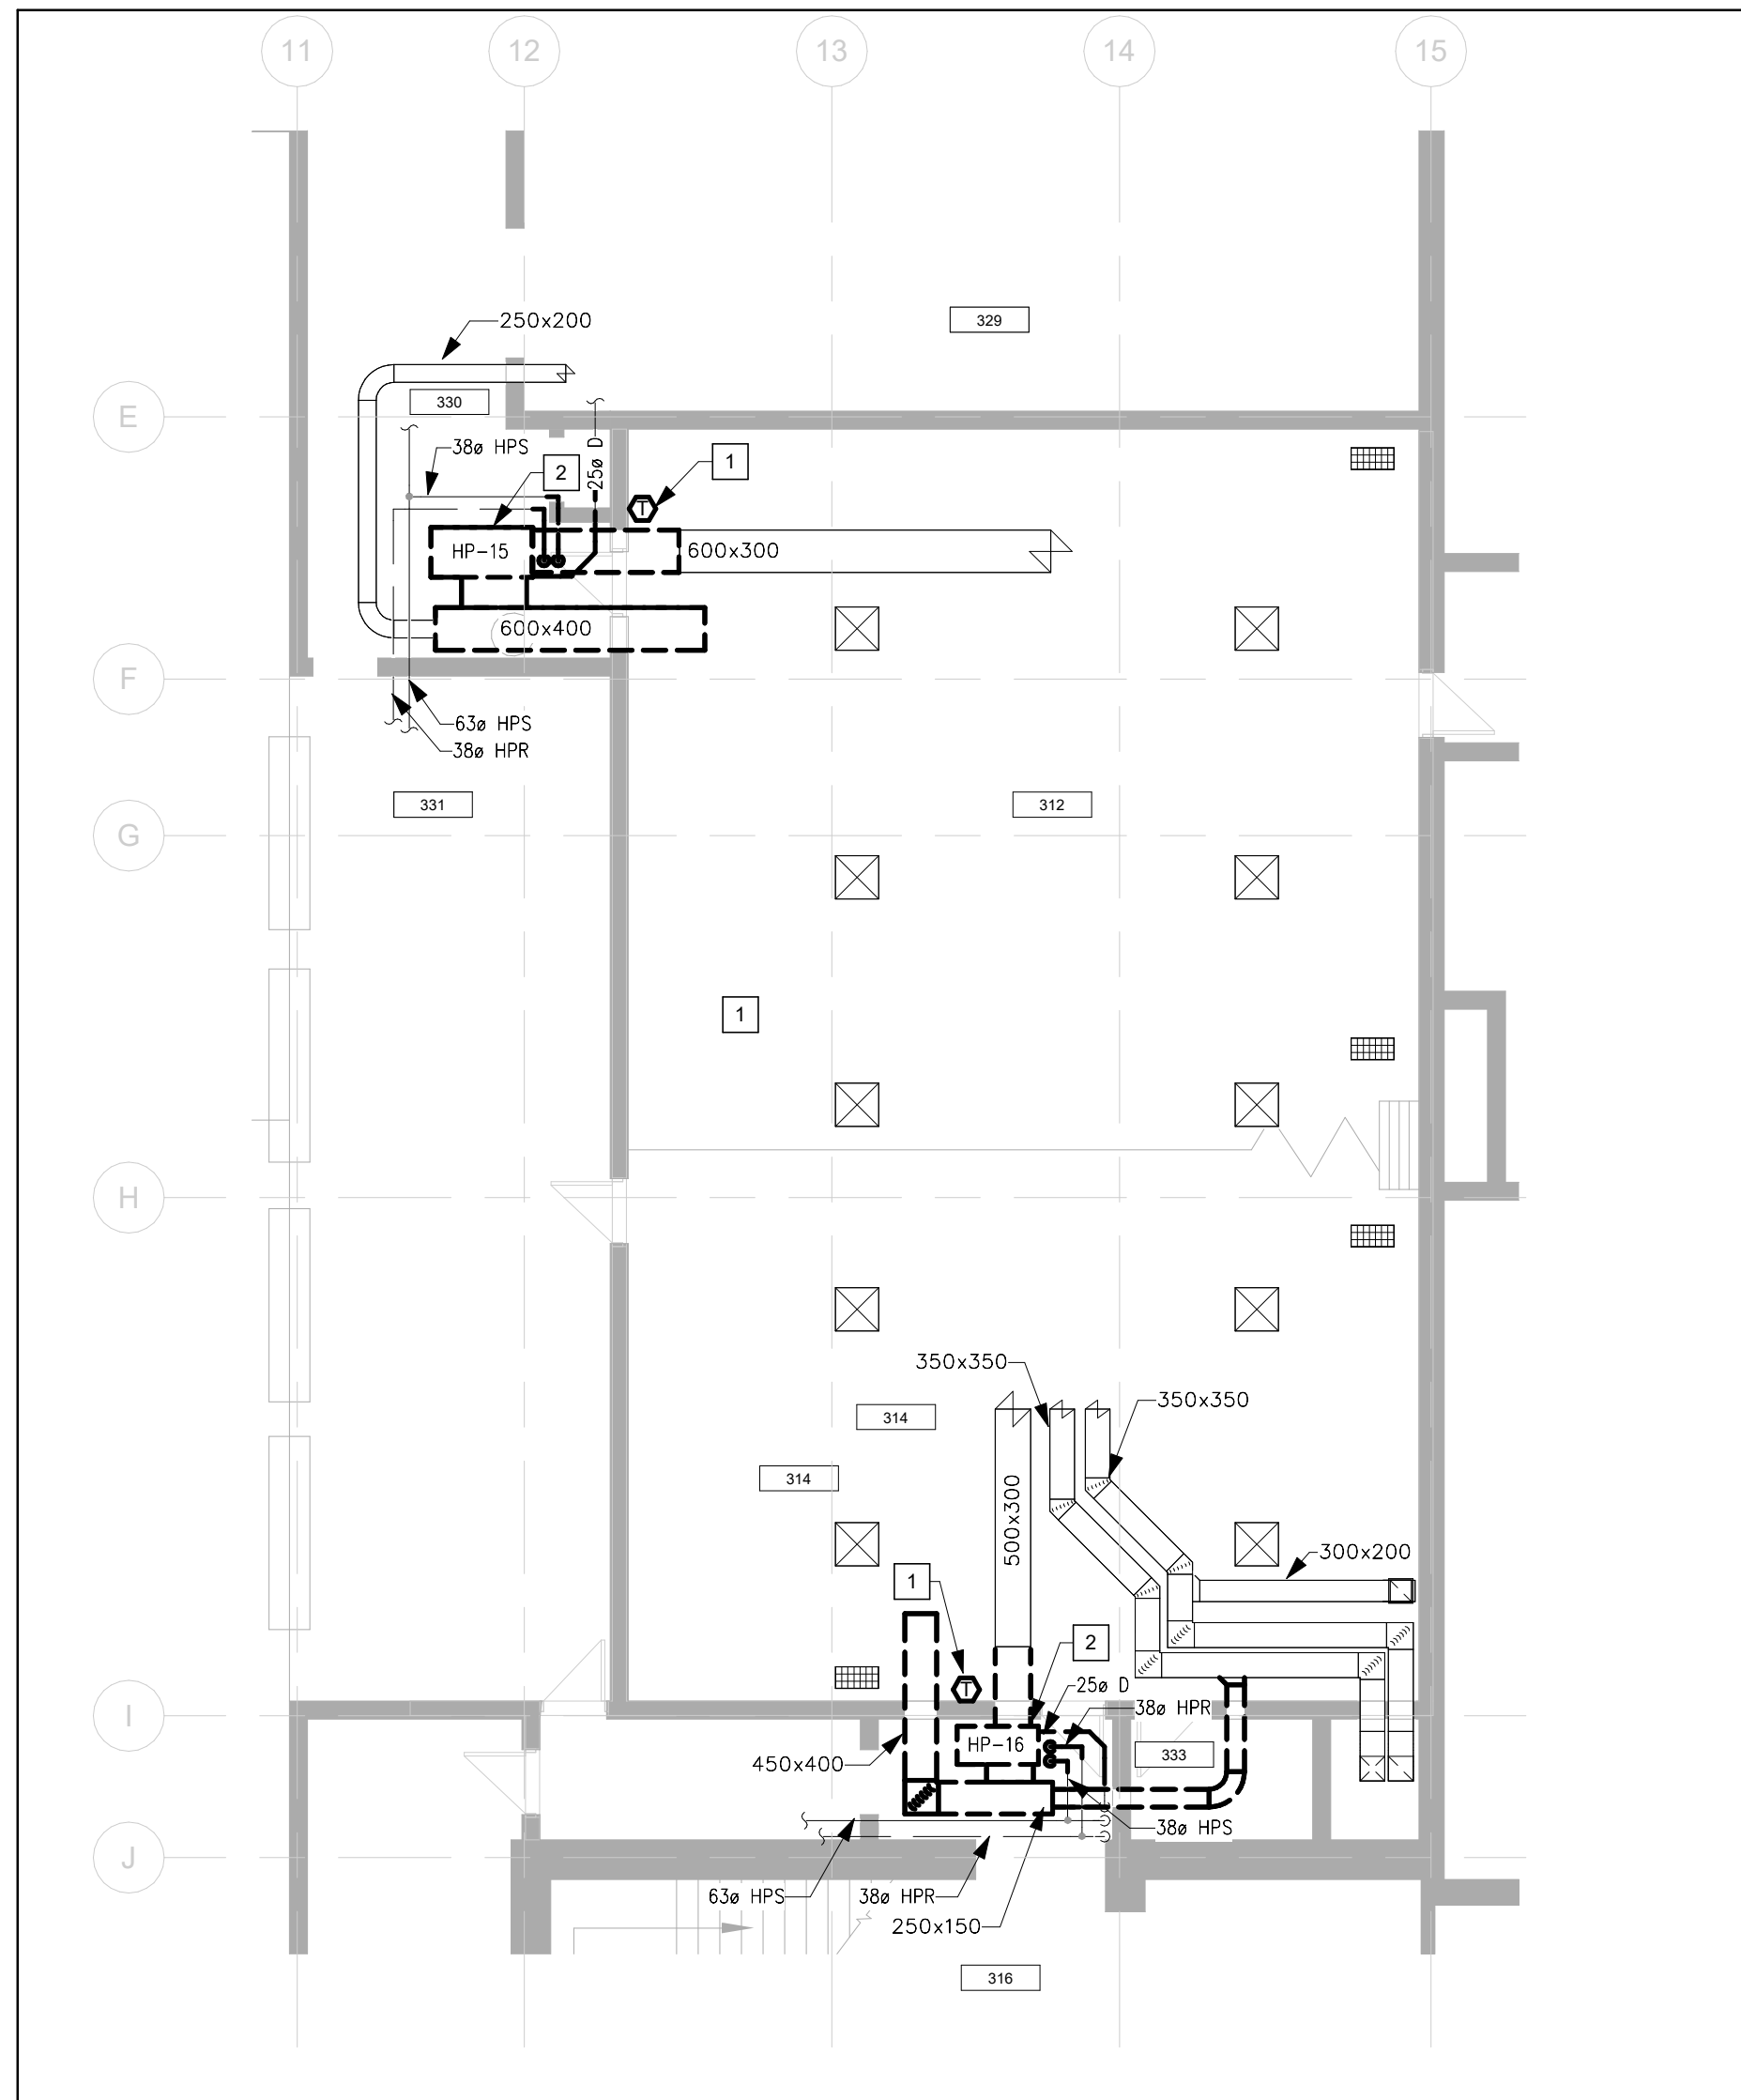 11
12
13
14
15
250x200
329
E
330
38ø HPS
2
25ø D
1
T
HP-15
600x300
600x400
F
63ø HPS
38ø HPR
331
312
G
1
H
350x350
350x350
314
314
500x300
300x200
1
2
T
25ø D
38ø HPR
I
HP-16
333
450x400
38ø HPS
J
63ø HPS
38ø HPR
250x150
316